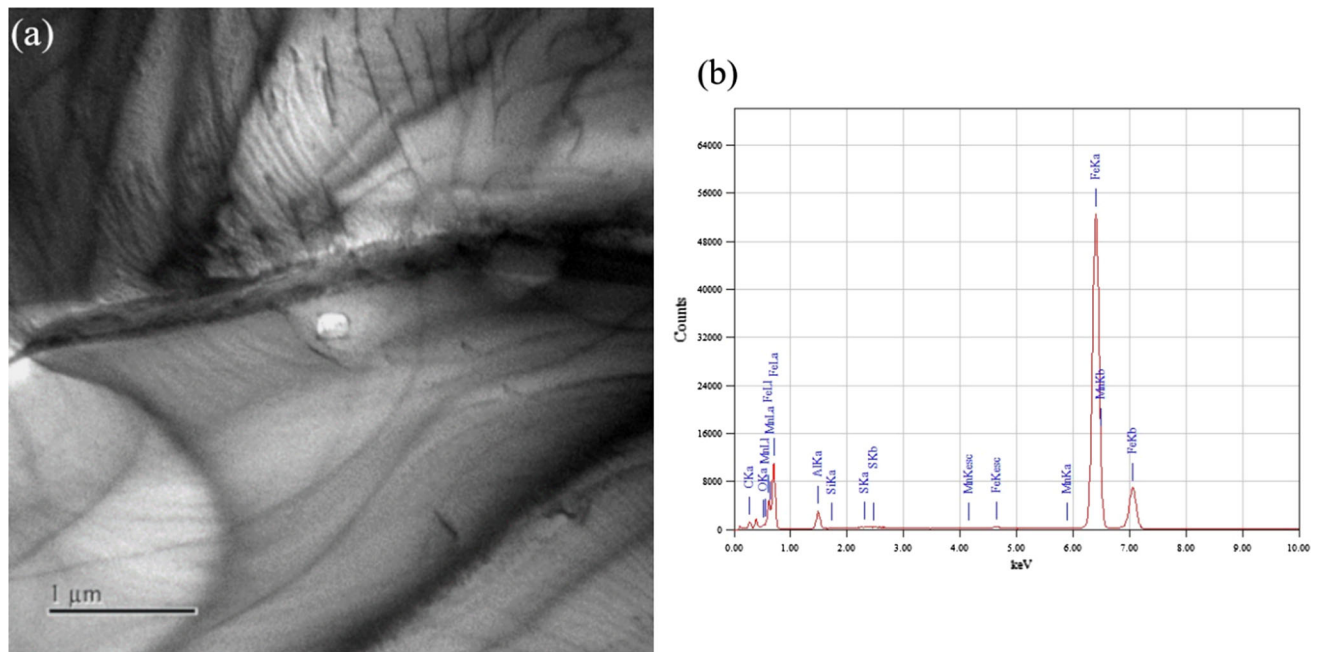 (a)
1 μm
(b)
Counts
64000
56000
48000
40000
32000
24000
16000
8000
0
CKa
OKa
MnLl
MnLa
FeLl
FeLa
AlKa
SiKa
SKa
SKb
MnKesc
FeKesc
MnKa
FeKa
MnKb
FeKb
0.00 1.00 2.00 3.00 4.00 5.00 6.00 7.00 8.00 9.00 10.00
keV